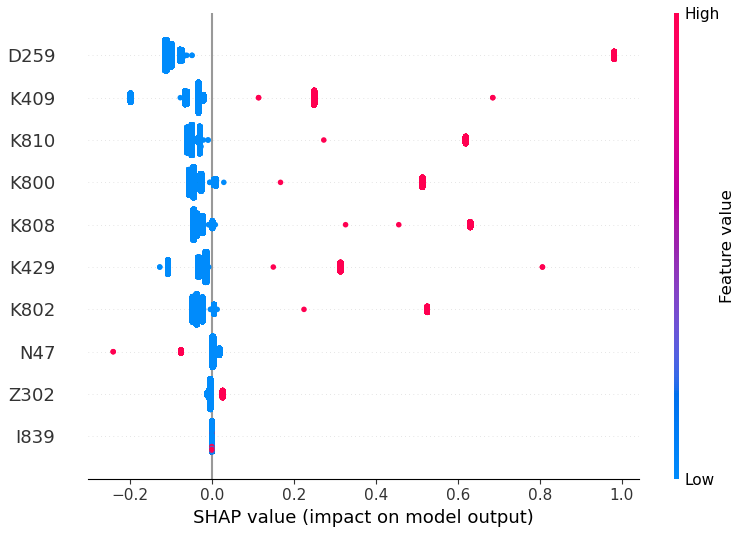 High
D259
K409
K810
K800
K808
K429
K802
N47
Z302
I839
Feature value
Low
−0.2 0.0 0.2 0.4 0.6 0.8 1.0
SHAP value (impact on model output)